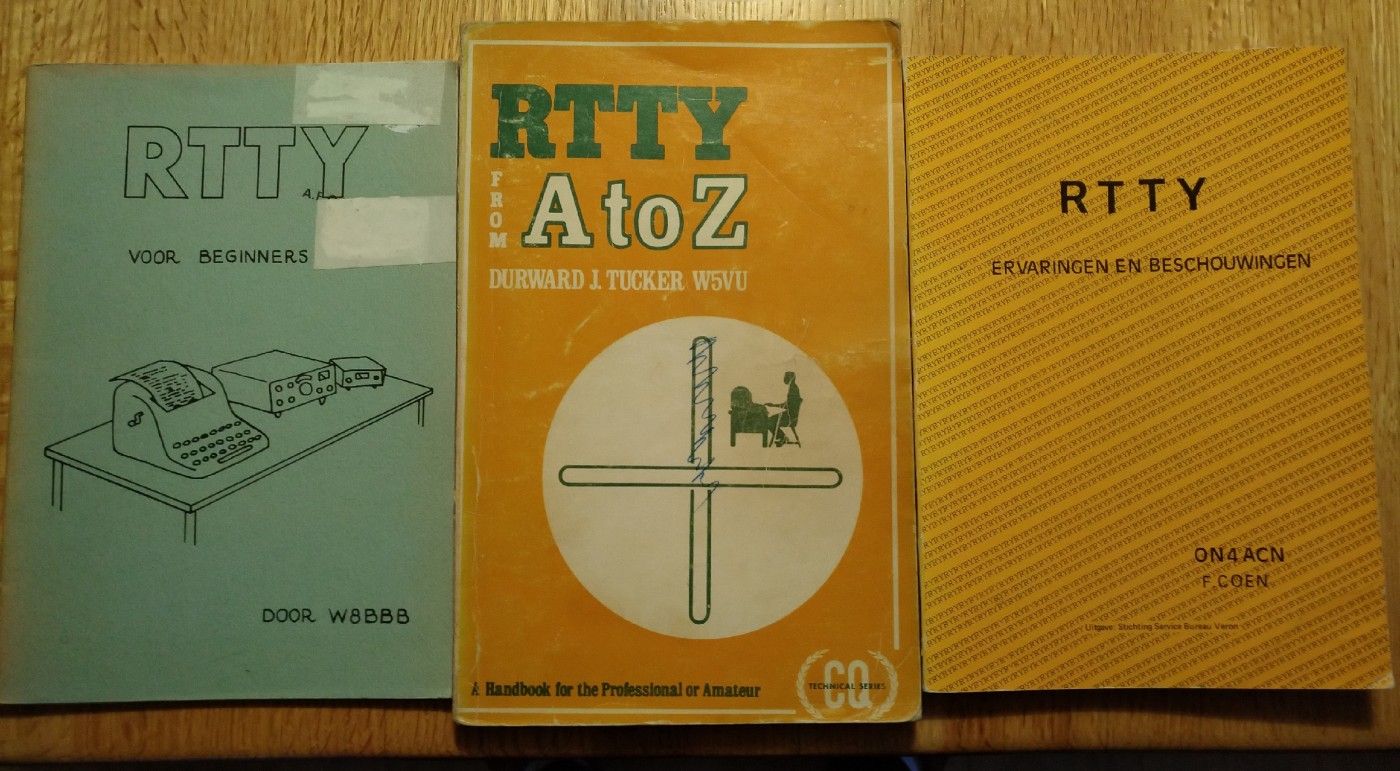 RTTY
VOOR BEGINNERS
DOOR W8BBB
RTTY
FROM
A to Z
DURWARD J. TUCKER W5VU
A Handbook for the Professional or Amateur
CQ
TECHNICAL SERIES
RTTY
ERVARINGEN EN BESCHOUWINGEN
ON4ACN
F.COEN
Uitgave: Stichting Service Bureau Veron